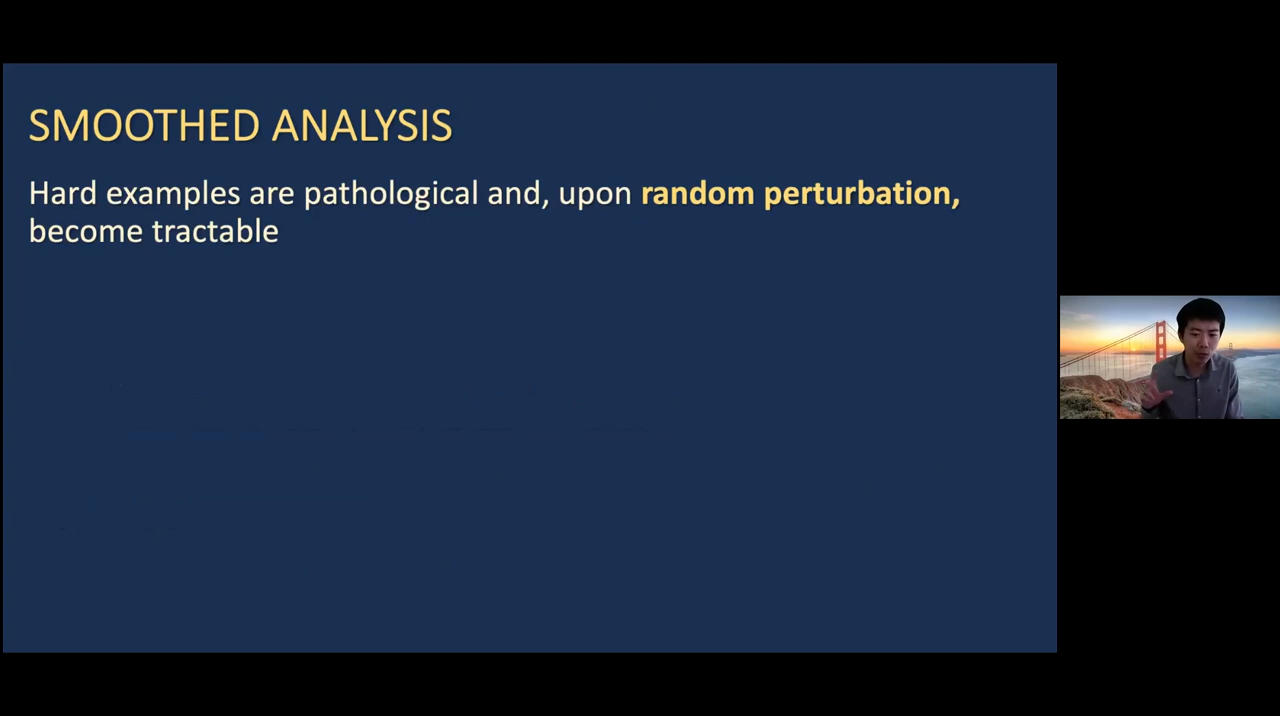 SMOOTHED ANALYSIS
Hard examples are pathological and, upon random perturbation,
become tractable